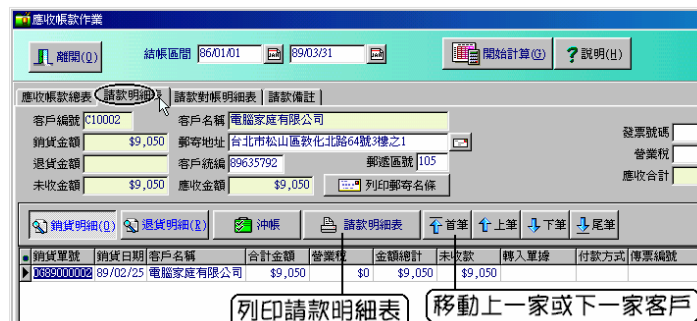 應收帳款作業
離開(Q) 結帳區間 86/01/01 89/03/31 開始計算(G) ?說明(H)
應收帳款總表 請款明細表 請款對帳明細表 請款備註
客戶編號 C10002 客戶名稱 電腦家庭有限公司 發票號碼
銷貨金額 $9,050 郵寄地址 台北市松山區敦化北路64號3樓之1 營業稅
退貨金額 客戶統編 89635792 郵遞區號 105 應收合計
未收金額 $9,050 應收金額 $9,050 列印郵寄名條
銷貨明細(O) 退貨明細(R) 沖帳 請款明細表 首筆 上筆 下筆 尾筆
銷貨單號 銷貨日期 客戶名稱 合計金額 營業稅 金額總計 未收款 轉入單據 付款方式 傳票編號
0G89000002 89/02/25 電腦家庭有限公司 $9,050 $0 $9,050 $9,050
列印請款明細表 移動上一家或下一家客戶